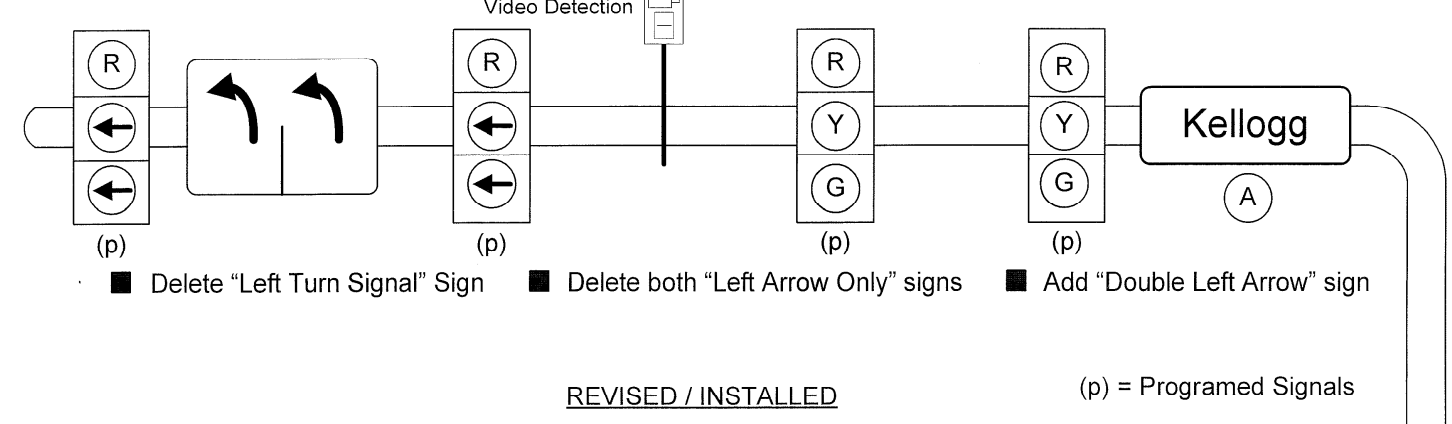 Video Detection
R R R R
Y Y Kellogg
G G A
(p) (p) (p) (p)
Delete “Left Turn Signal” Sign Delete both “Left Arrow Only” signs Add “Double Left Arrow” sign
REVISED / INSTALLED (p) = Programed Signals